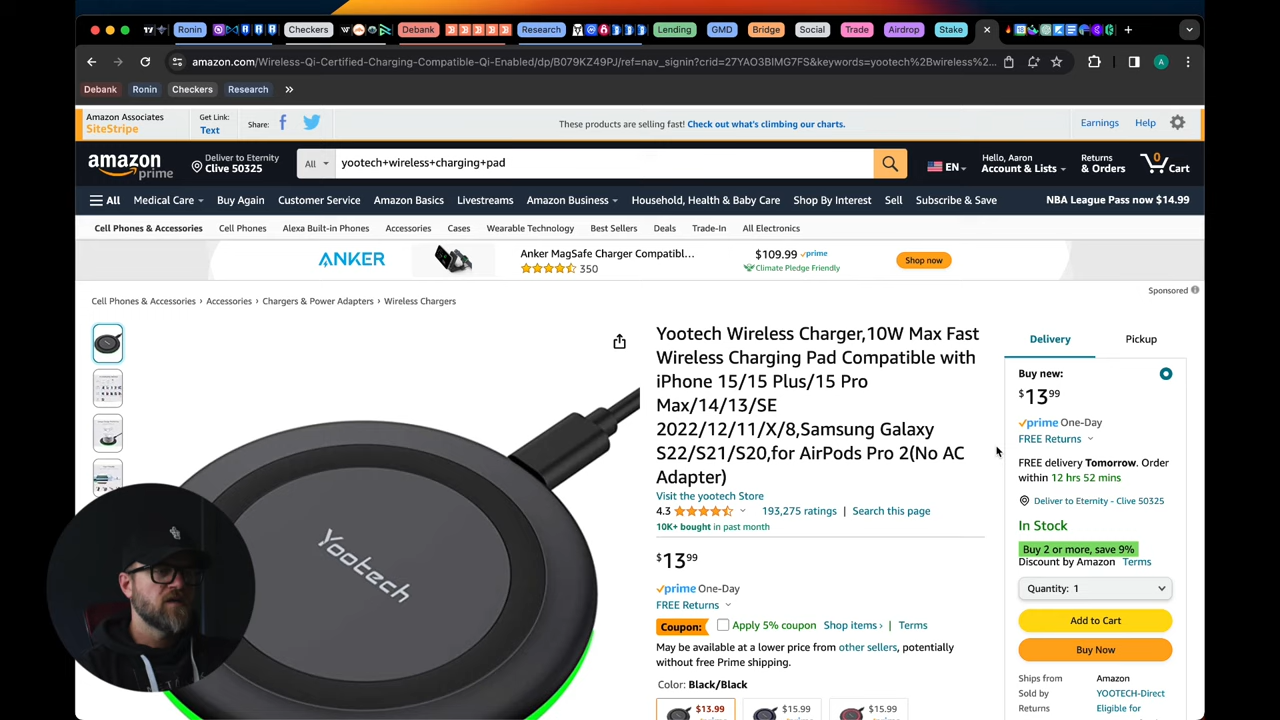 Ronin
Checkers
Debank
Research
Lending
GMD
Bridge
Social
Trade
Airdrop
Stake
amazon.com/Wireless-Qi-Certified-Charging-Compatible-Qi-Enabled/dp/B079KZ49PJ/ref=nav_signin?crid=27YAO3BIMG7FS&keywords=yootech%2Bwireless%2...
A
Debank
Ronin
Checkers
Research
Amazon Associates
SiteStripe
Get Link:
Text
Share:
These products are selling fast! Check out what's climbing our charts.
Earnings
Help
amazon
prime
Deliver to Eternity
Clive 50325
All
yootech+wireless+charging+pad
EN
Hello, Aaron
Account & Lists
Returns
& Orders
0
Cart
All
Medical Care
Buy Again
Customer Service
Amazon Basics
Livestreams
Amazon Business
Household, Health & Baby Care
Shop By Interest
Sell
Subscribe & Save
NBA League Pass now $14.99
Cell Phones & Accessories
Cell Phones
Alexa Built-in Phones
Accessories
Cases
Wearable Technology
Best Sellers
Deals
Trade-In
All Electronics
ANKER
Anker MagSafe Charger Compatibl...
350
$109.99 prime
Climate Pledge Friendly
Shop now
Sponsored
Cell Phones & Accessories › Accessories › Chargers & Power Adapters › Wireless Chargers
Yootech
Yootech Wireless Charger,10W Max Fast
Wireless Charging Pad Compatible with
iPhone 15/15 Plus/15 Pro
Max/14/13/SE
2022/12/11/X/8,Samsung Galaxy
S22/S21/S20,for AirPods Pro 2(No AC
Adapter)
Visit the yootech Store
4.3
193,275 ratings | Search this page
10K+ bought in past month
$13 99
prime One-Day
FREE Returns
Coupon:
Apply 5% coupon Shop items › | Terms
May be available at a lower price from other sellers, potentially
without free Prime shipping.
Color: Black/Black
$13.99
$15.99
$15.99
Delivery
Pickup
Buy new:
$13 99
prime One-Day
FREE Returns
FREE delivery Tomorrow. Order
within 12 hrs 52 mins
Deliver to Eternity - Clive 50325
In Stock
Buy 2 or more, save 9%
Discount by Amazon Terms
Quantity: 1
Add to Cart
Buy Now
Ships from Amazon
Sold by YOOTECH-Direct
Returns Eligible for